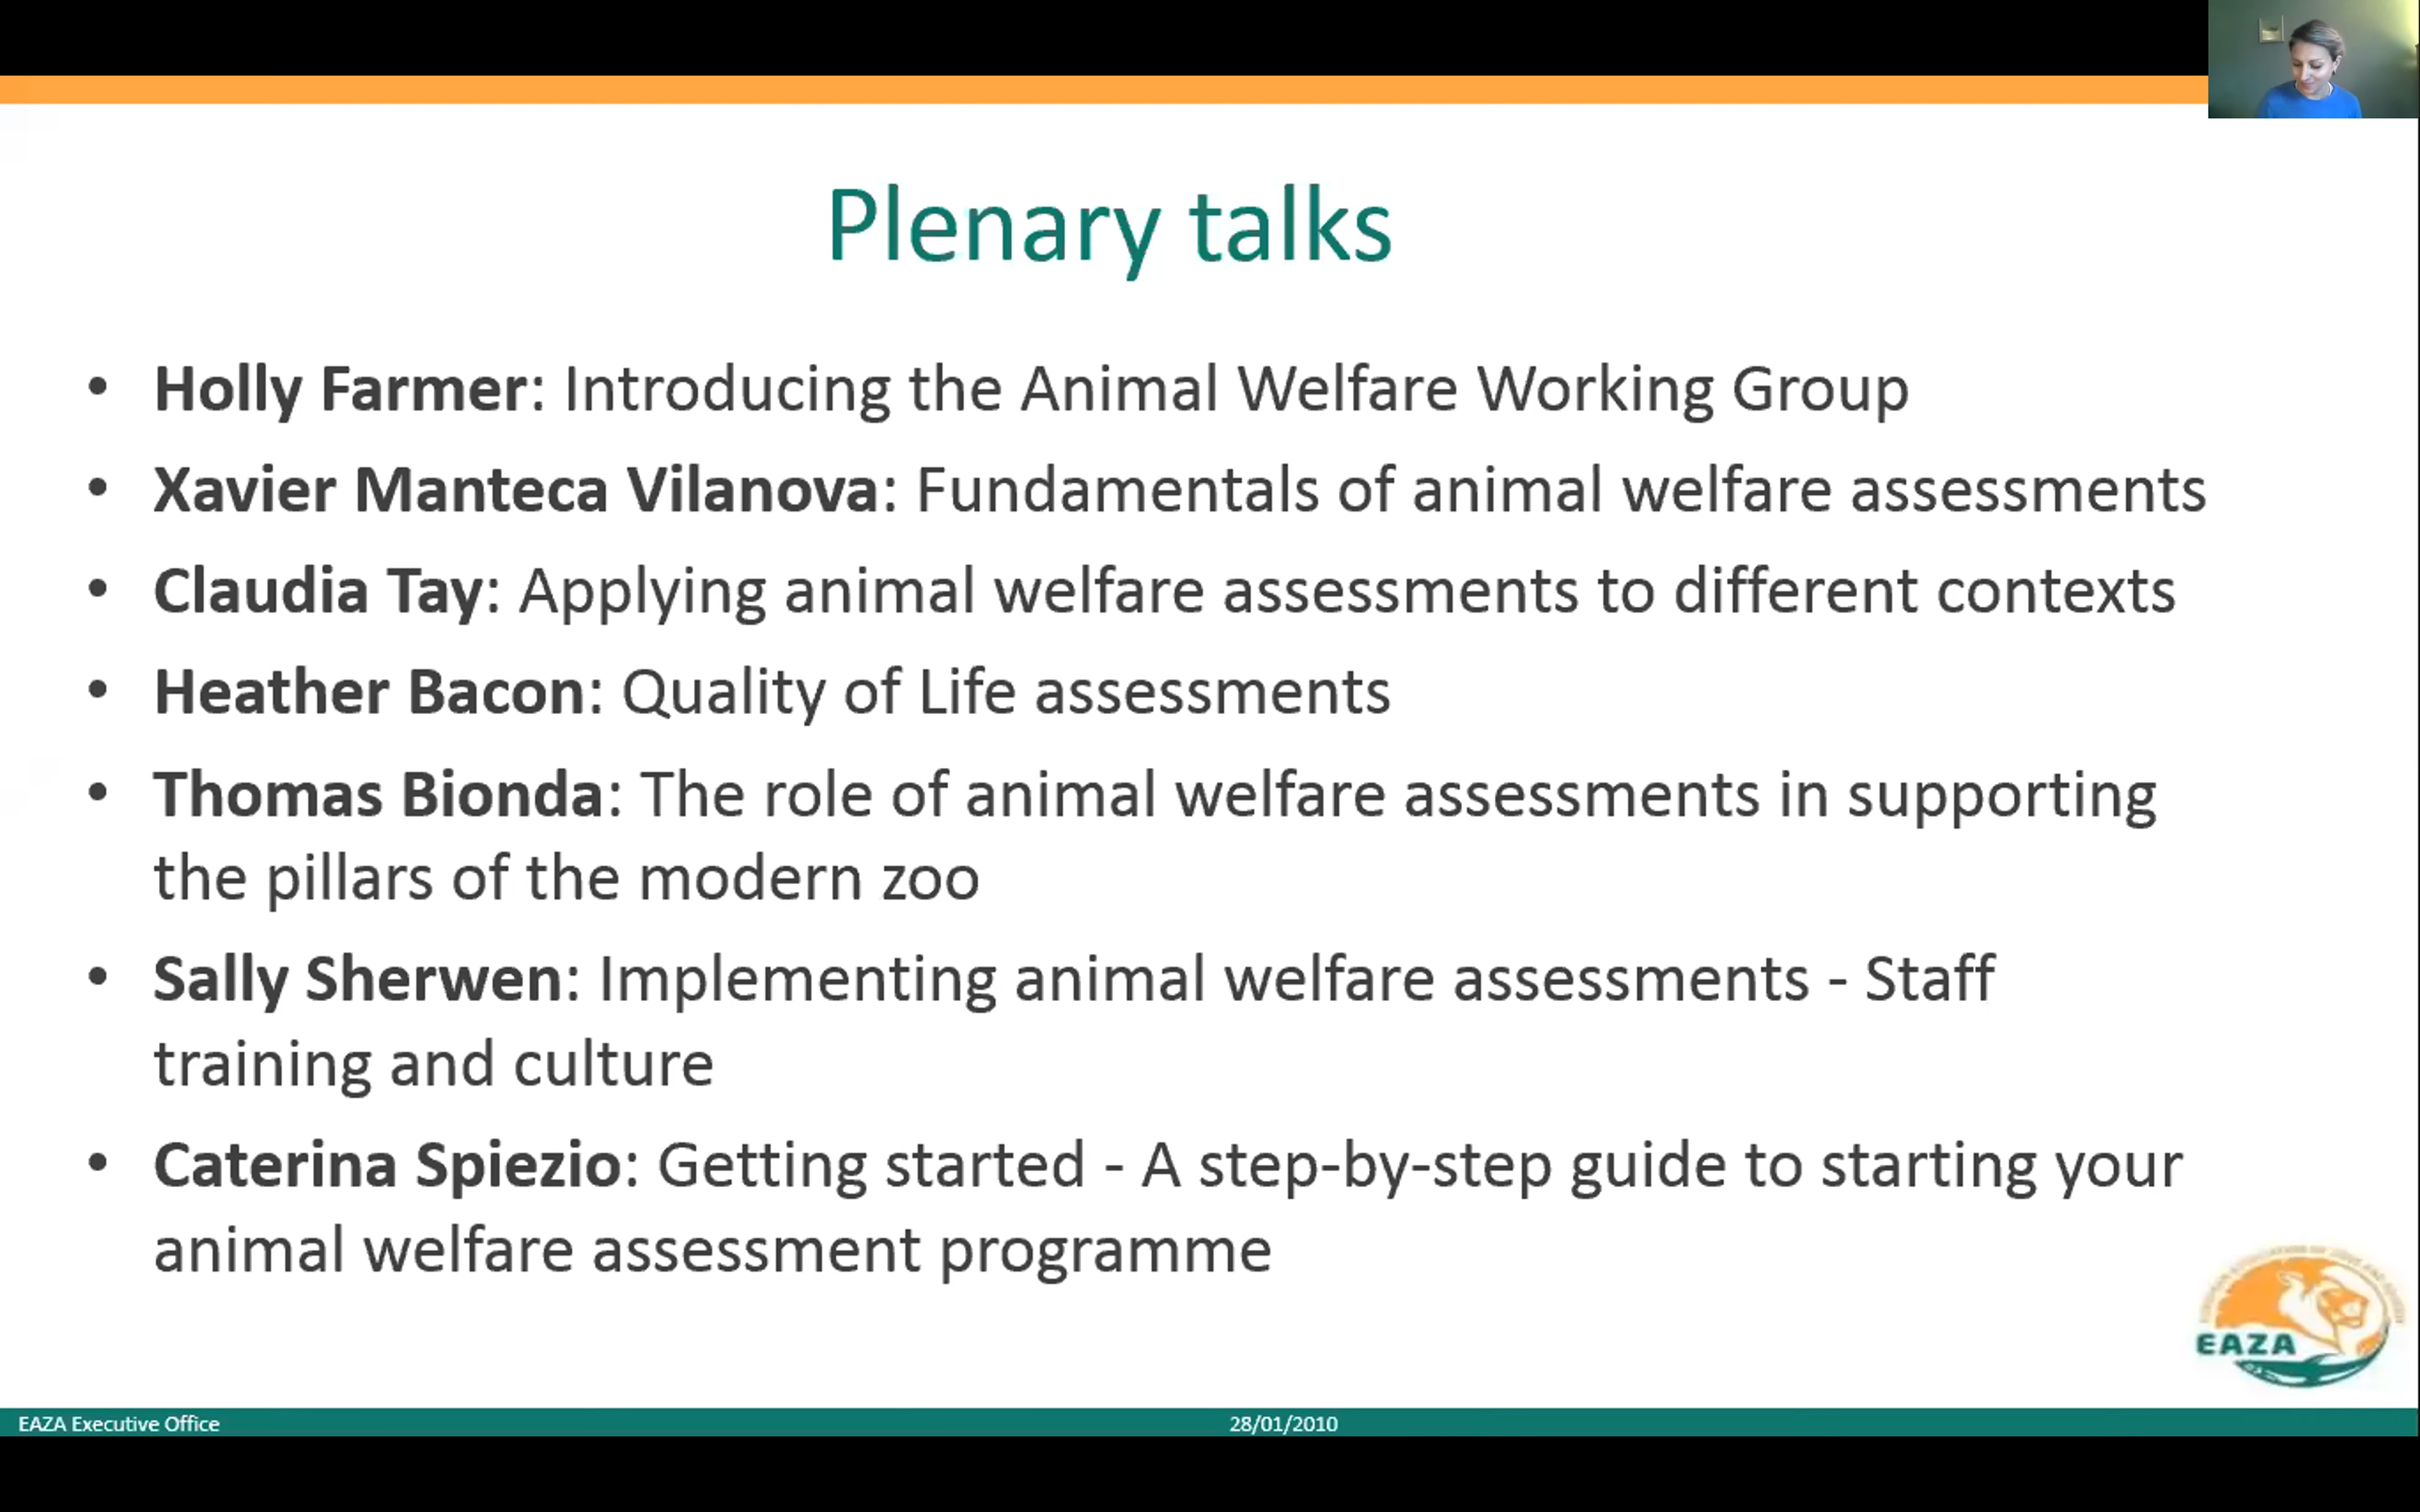 Plenary talks
• Holly Farmer: Introducing the Animal Welfare Working Group
• Xavier Manteca Vilanova: Fundamentals of animal welfare assessments
• Claudia Tay: Applying animal welfare assessments to different contexts
• Heather Bacon: Quality of Life assessments
• Thomas Bionda: The role of animal welfare assessments in supporting
the pillars of the modern zoo
• Sally Sherwen: Implementing animal welfare assessments - Staff
training and culture
• Caterina Spiezio: Getting started - A step-by-step guide to starting your
animal welfare assessment programme
EAZA
EAZA Executive Office
28/01/2010